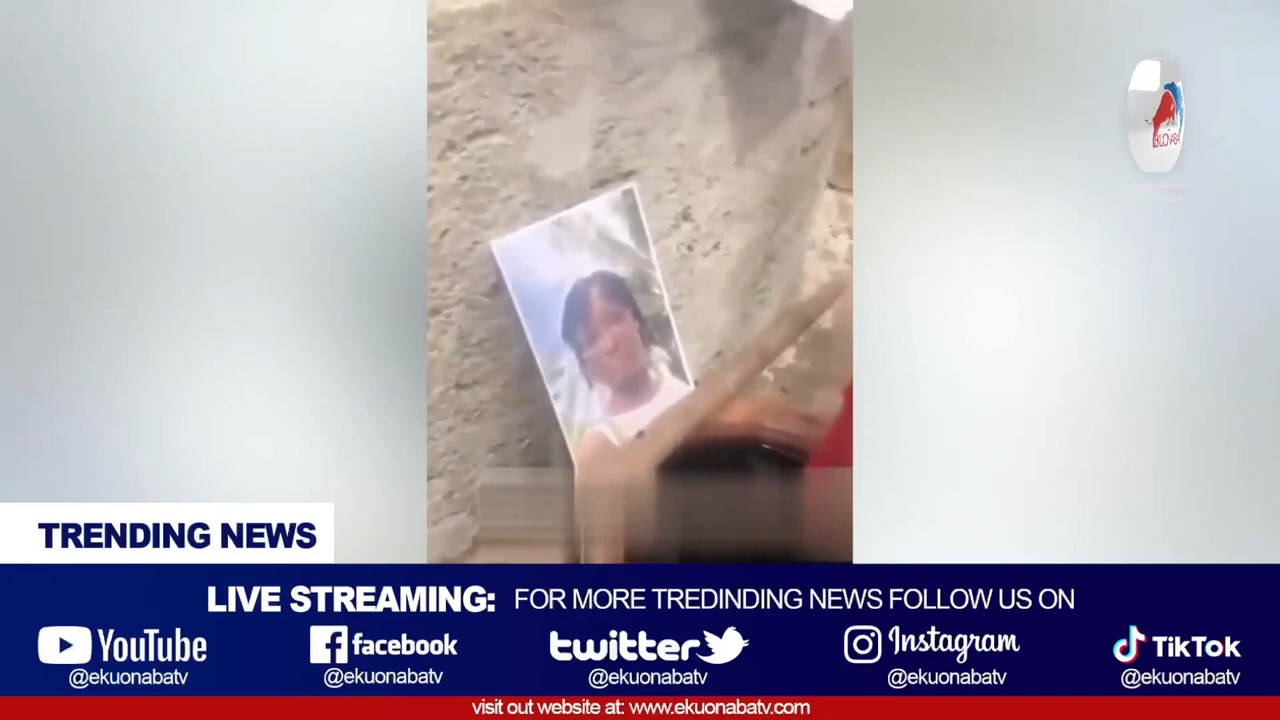 EKUONABA
TRENDING NEWS
LIVE STREAMING: FOR MORE TREDINDING NEWS FOLLOW US ON
YouTube facebook twitter Instagram TikTok
@ekuonabatv @ekuonabatv @ekuonabatv @ekuonabatv @ekuonabatv
visit out website at: www.ekuonabatv.com